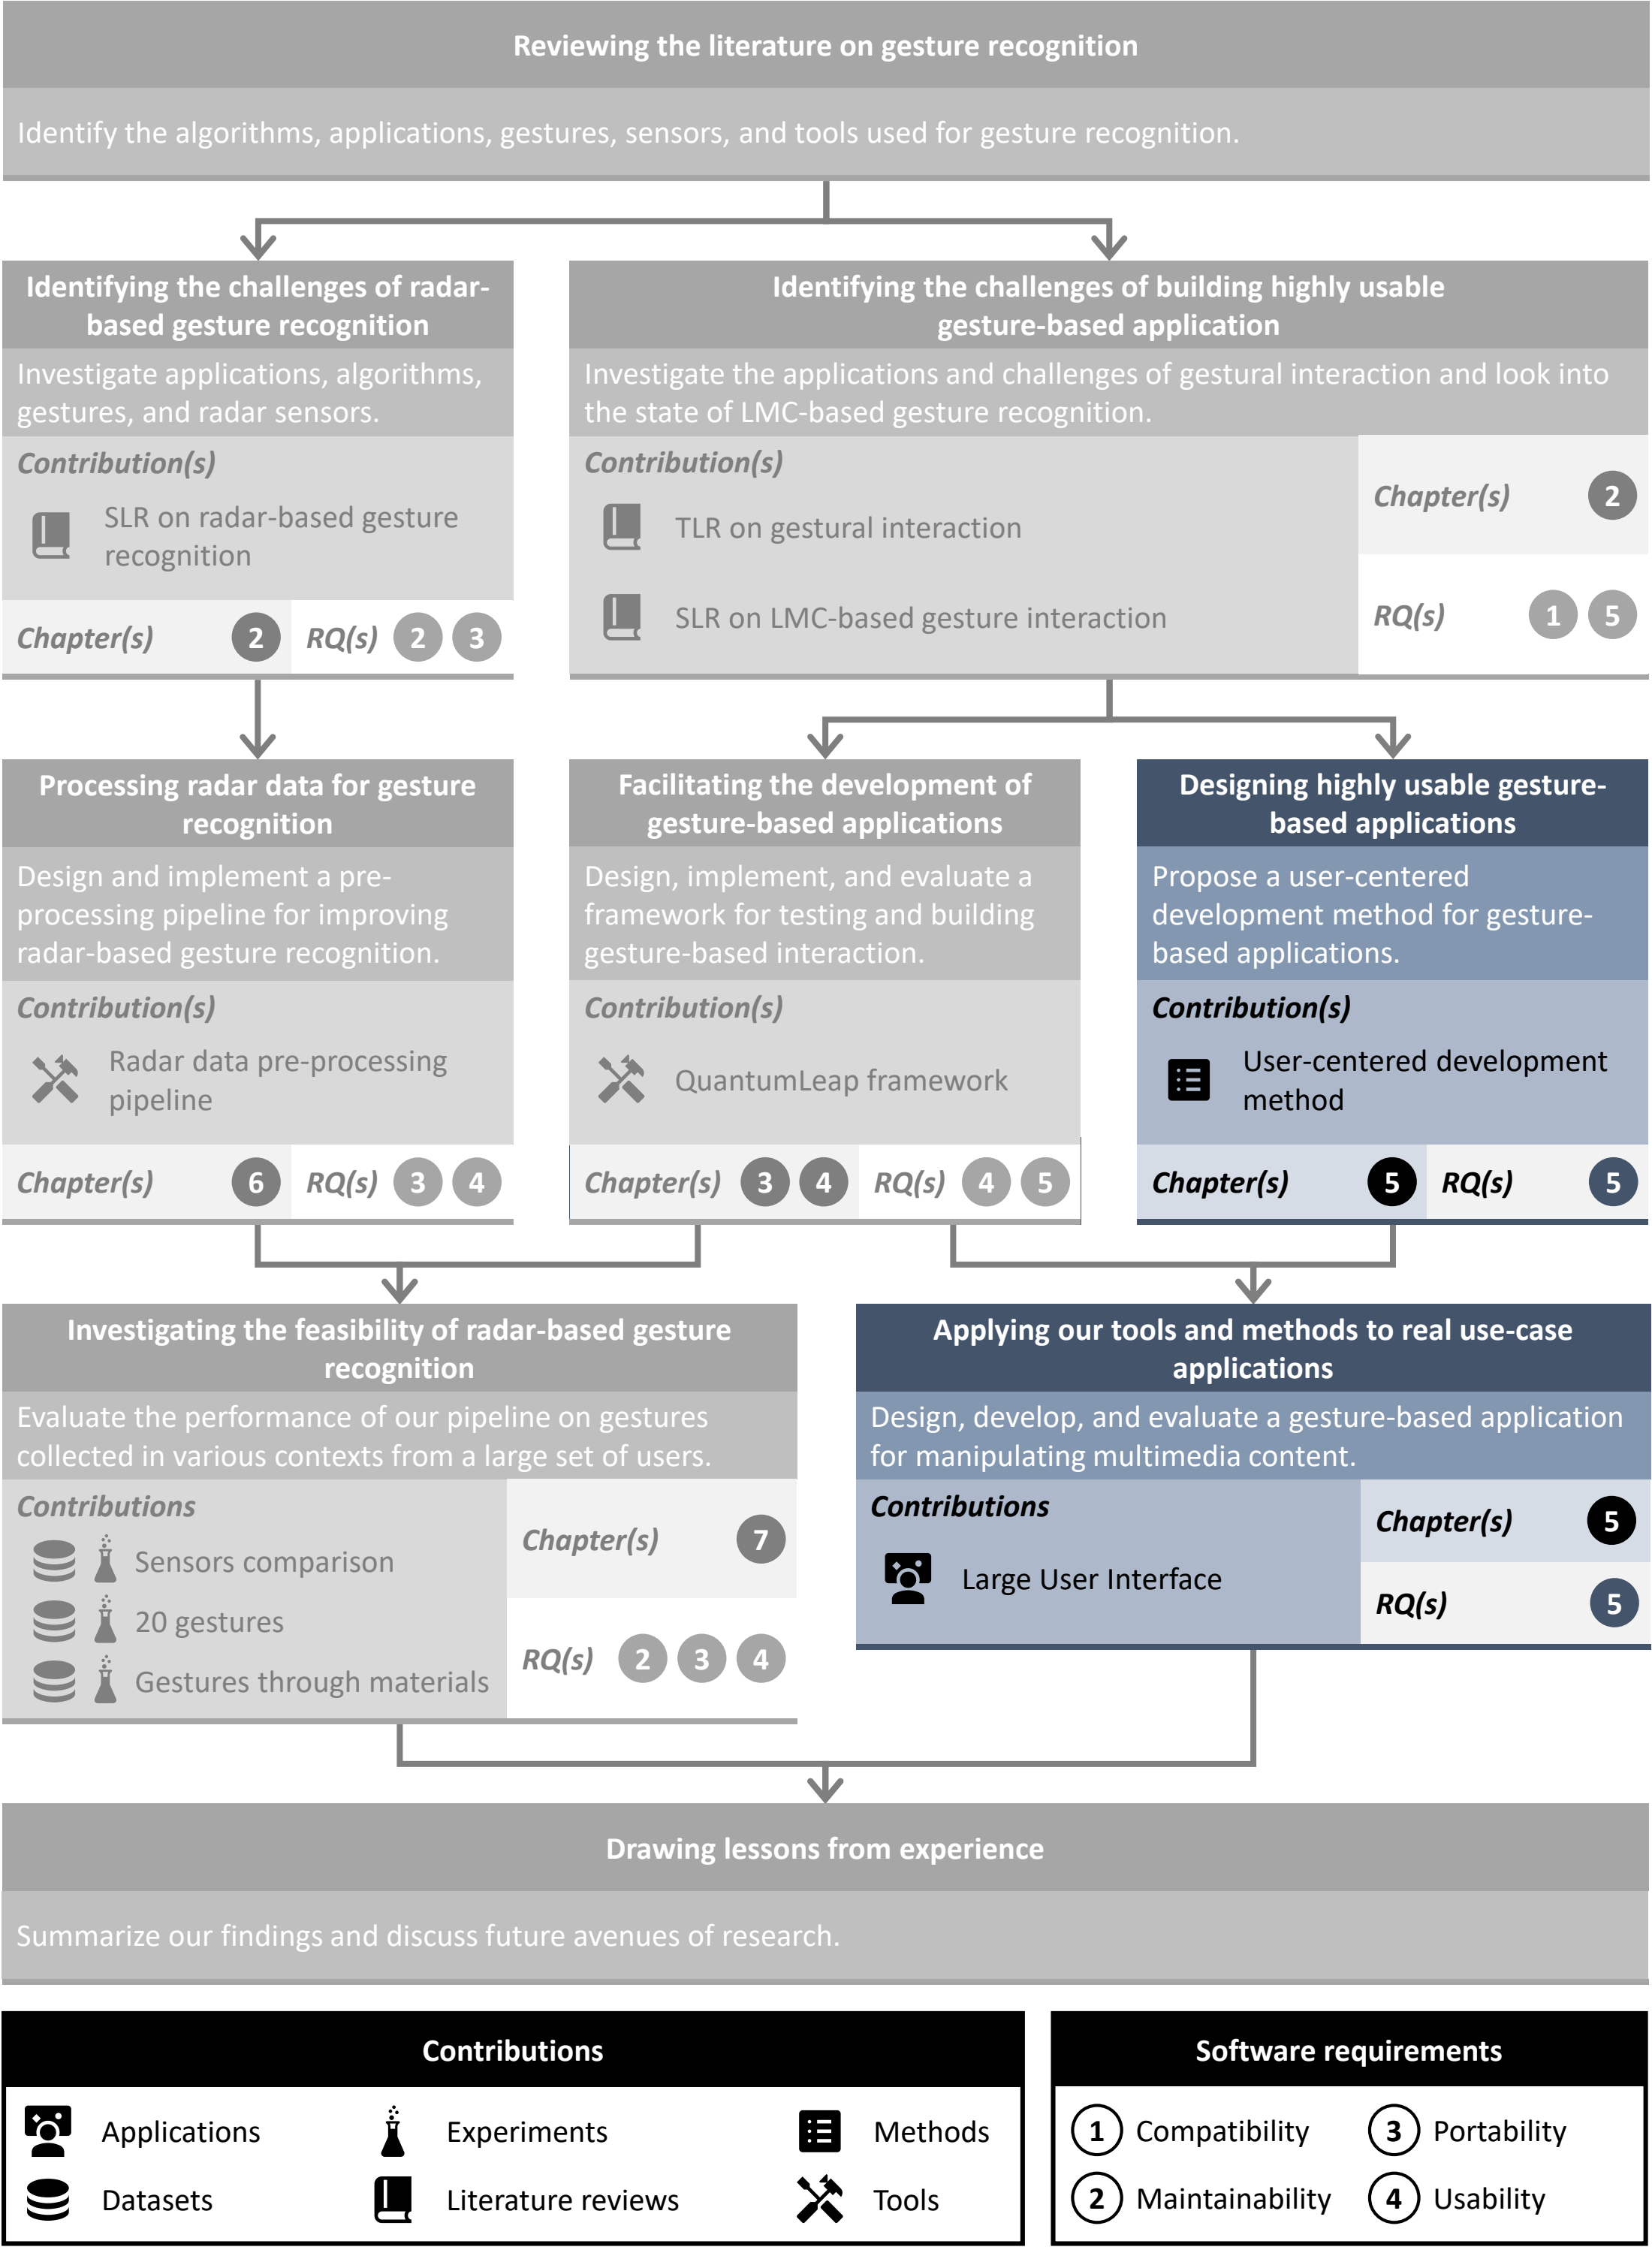 Reviewing the literature on gesture recognition
Identify the algorithms, applications, gestures, sensors, and tools used for gesture recognition.
Identifying the challenges of radar-
based gesture recognition
Investigate applications, algorithms,
gestures, and radar sensors.
Contribution(s)
SLR on radar-based gesture
recognition
Chapter(s) 2 RQ(s) 2 3
Identifying the challenges of building highly usable
gesture-based application
Investigate the applications and challenges of gestural interaction and look into
the state of LMC-based gesture recognition.
Contribution(s)
TLR on gestural interaction
SLR on LMC-based gesture interaction
Chapter(s) 2
RQ(s) 1 5
Processing radar data for gesture
recognition
Design and implement a pre-
processing pipeline for improving
radar-based gesture recognition.
Contribution(s)
Radar data pre-processing
pipeline
Chapter(s) 6 RQ(s) 3 4
Facilitating the development of
gesture-based applications
Design, implement, and evaluate a
framework for testing and building
gesture-based interaction.
Contribution(s)
QuantumLeap framework
Chapter(s) 3 4 RQ(s) 4 5
Designing highly usable gesture-
based applications
Propose a user-centered
development method for gesture-
based applications.
Contribution(s)
User-centered development
method
Chapter(s) 5 RQ(s) 5
Investigating the feasibility of radar-based gesture
recognition
Evaluate the performance of our pipeline on gestures
collected in various contexts from a large set of users.
Contributions
Sensors comparison
20 gestures
Gestures through materials
Chapter(s) 7
RQ(s) 2 3 4
Applying our tools and methods to real use-case
applications
Design, develop, and evaluate a gesture-based application
for manipulating multimedia content.
Contributions
Large User Interface
Chapter(s) 5
RQ(s) 5
Drawing lessons from experience
Summarize our findings and discuss future avenues of research.
Contributions
Applications Experiments Methods
Datasets Literature reviews Tools
Software requirements
1 Compatibility 3 Portability
2 Maintainability 4 Usability